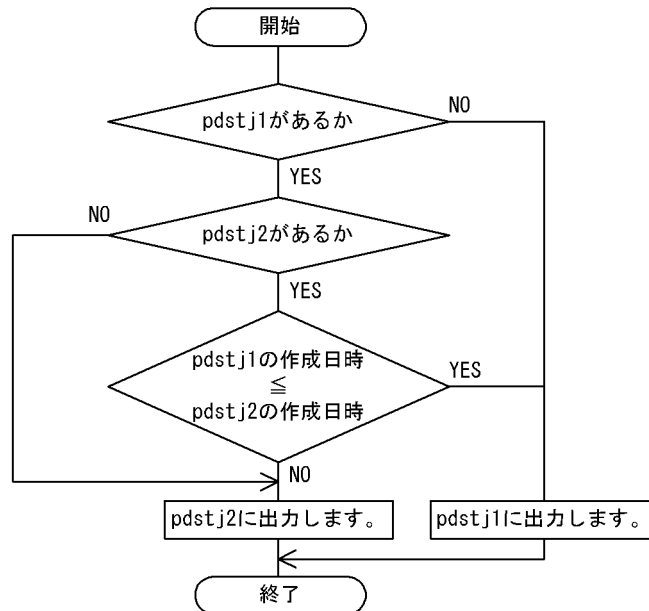 開始
pdstj1があるか
NO
YES
NO
pdstj2があるか
YES
pdstj1の作成日時
≦
pdstj2の作成日時
YES
NO
pdstj2に出力します。
pdstj1に出力します。
終了